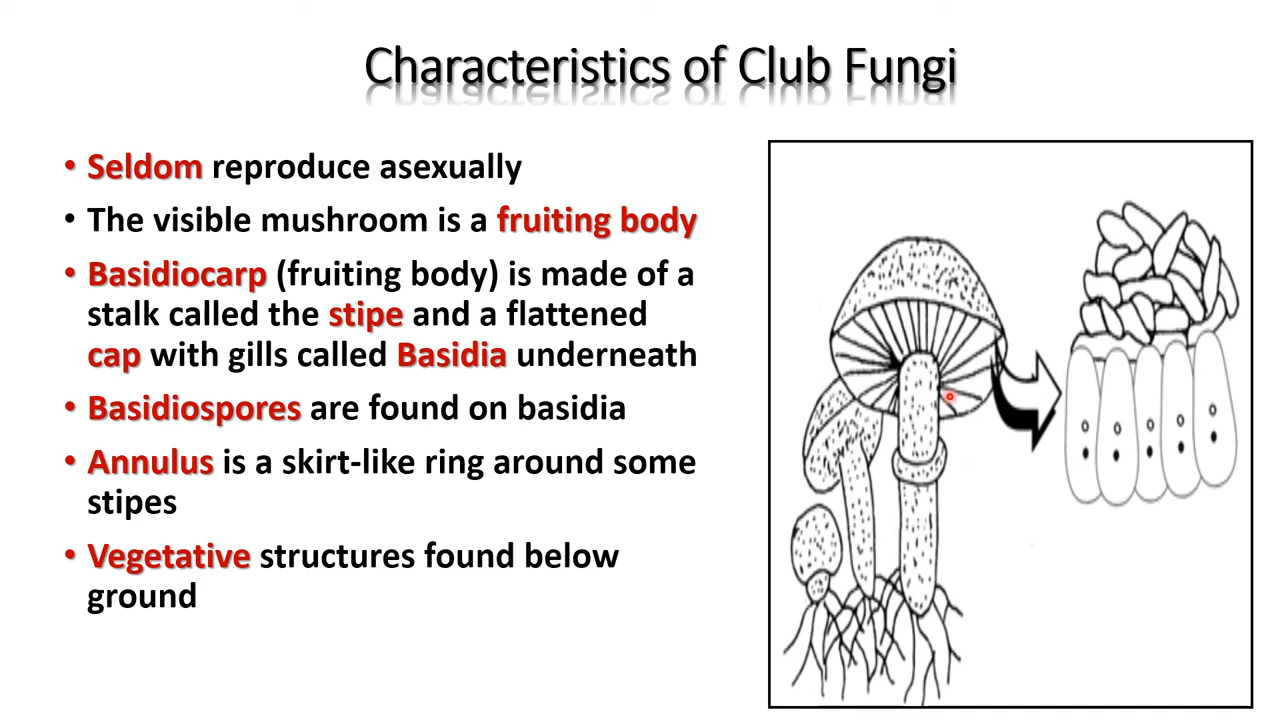 Characteristics of Club Fungi
• Seldom reproduce asexually
• The visible mushroom is a fruiting body
• Basidiocarp (fruiting body) is made of a
stalk called the stipe and a flattened
cap with gills called Basidia underneath
• Basidiospores are found on basidia
• Annulus is a skirt-like ring around some
stipes
• Vegetative structures found below
ground